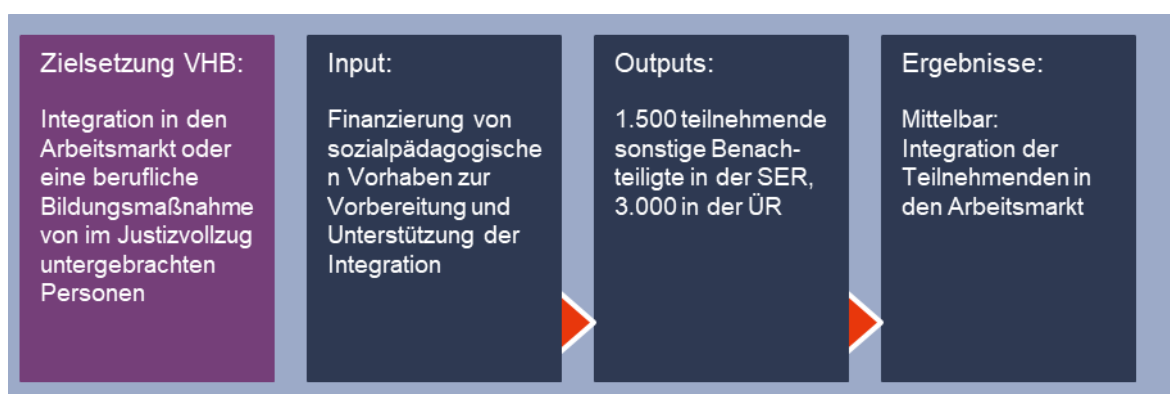 Zielsetzung VHB:
Integration in den
Arbeitsmarkt oder
eine berufliche
Bildungsmaßnahme
von im Justizvollzug
untergebrachten
Personen
Input:
Finanzierung von
sozialpädagogische
n Vorhaben zur
Vorbereitung und
Unterstützung der
Integration
Outputs:
1.500 teilnehmende
sonstige Benach-
teiligte in der SER,
3.000 in der ÜR
Ergebnisse:
Mittelbar:
Integration der
Teilnehmenden in
den Arbeitsmarkt